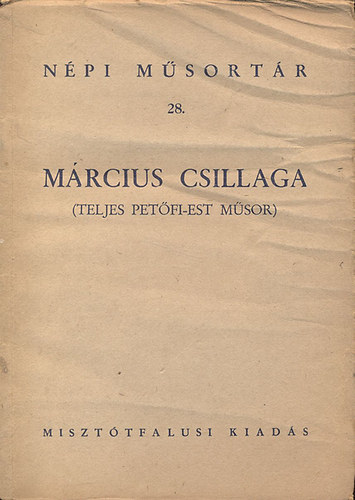 NÉPI MŰSORTÁR
28.
MÁRCIUS CSILLAGA
(TELJES PETŐFI-EST MŰSOR)
MISZTÓTFALUSI KIADÁS